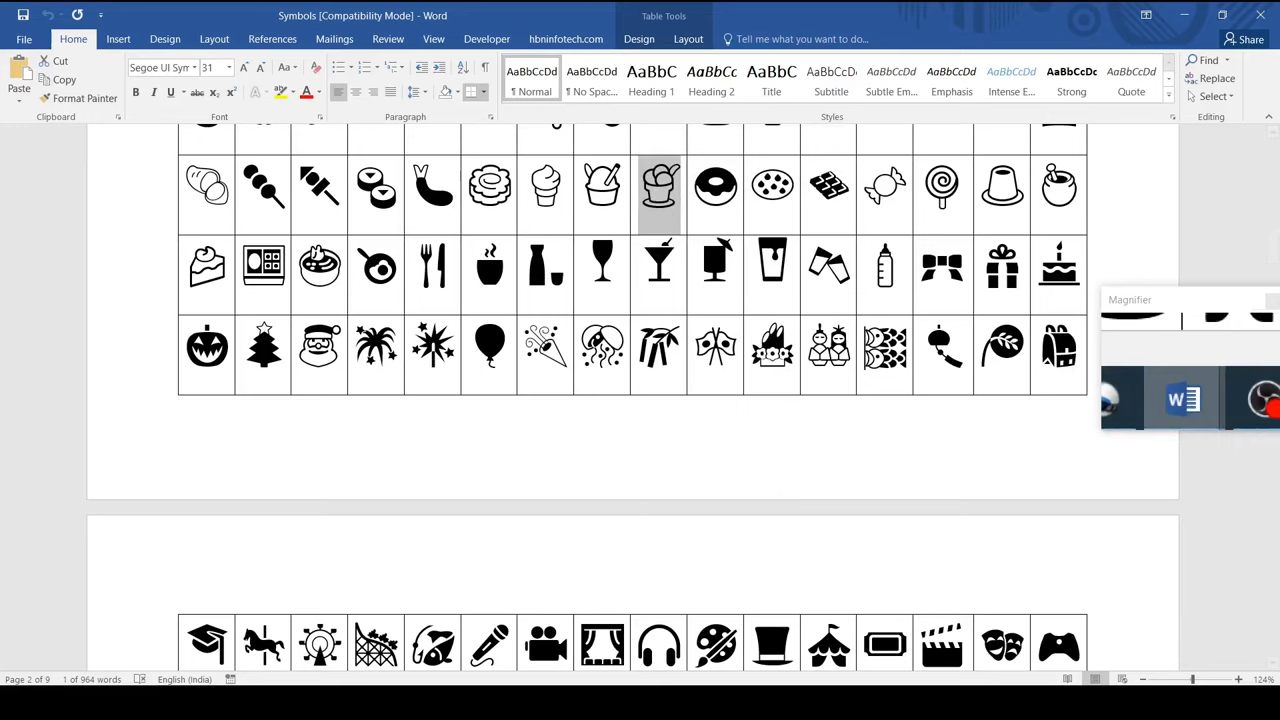 Symbols [Compatibility Mode] - Word
Table Tools
File Home Insert Design Layout References Mailings Review View Developer hbninfotech.com Design Layout Tell me what you want to do... Share
Paste
Cut
Copy
Format Painter
Clipboard
Segoe UI Sym 31
Font
Paragraph
AaBbCcDd AaBbCcDd AaBbC AaBbCc AaBbC AaBbCcD AaBbCcDd AaBbCcDd AaBbCcDd AaBbCcDc AaBbCcDd
¶ Normal ¶ No Spac... Heading 1 Heading 2 Title Subtitle Subtle Em... Emphasis Intense E... Strong Quote
Styles
Find
Replace
Select
Editing
Magnifier
Page 2 of 9 1 of 964 words English (India) 124%